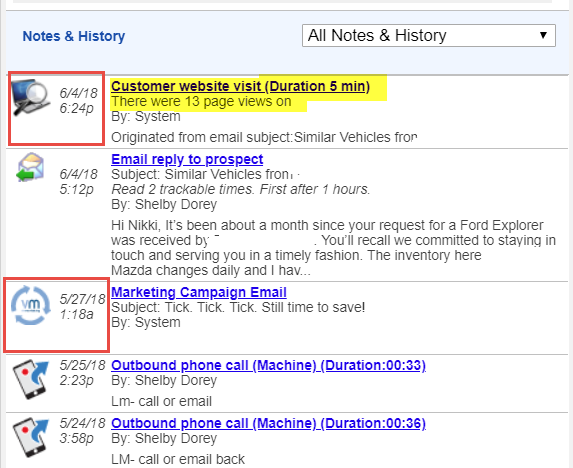 Notes & History
All Notes & History
6/4/18
6:24p
Customer website visit (Duration 5 min)
There were 13 page views on
By: System
Originated from email subject:Similar Vehicles from
6/4/18
5:12p
Email reply to prospect
Subject: Similar Vehicles from
Read 2 trackable times. First after 1 hours.
By: Shelby Dorey
Hi Nikki, It's been about a month since your request for a Ford Explorer
was received by . You'll recall we committed to staying in
touch and serving you in a timely fashion. The inventory here
Mazda changes daily and I hav...
vm
5/27/18
1:18a
Marketing Campaign Email
Subject: Tick. Tick. Tick. Still time to save!
By: System
5/25/18
2:23p
Outbound phone call (Machine) (Duration:00:33)
By: Shelby Dorey
Lm- call or email
5/24/18
3:58p
Outbound phone call (Machine) (Duration:00:36)
By: Shelby Dorey
LM- call or email back